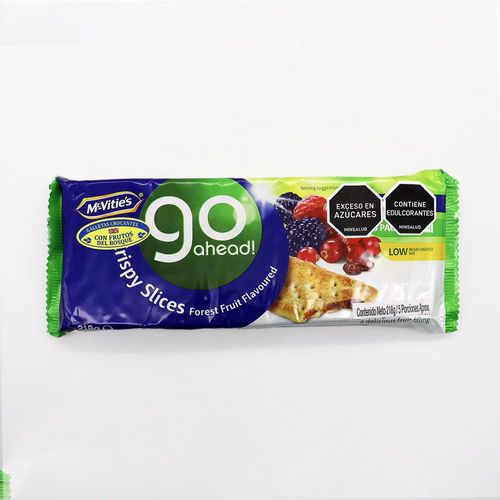 McVitie's
GALLETAS CROGANTES
CON FRUTOS
DEL BOSQUE
go
ahead!
Crispy Slices Forest Fruit Flavoured
218g
Serving suggestion
EXCESO EN
AZÚCARES
MINSALUD
CONTIENE
EDULCORANTES
MINSALUD
LOW IN SATURATED
FAT
Contenido Neto 218g / 5 Porciones Aprox.
a delicious fruit filling